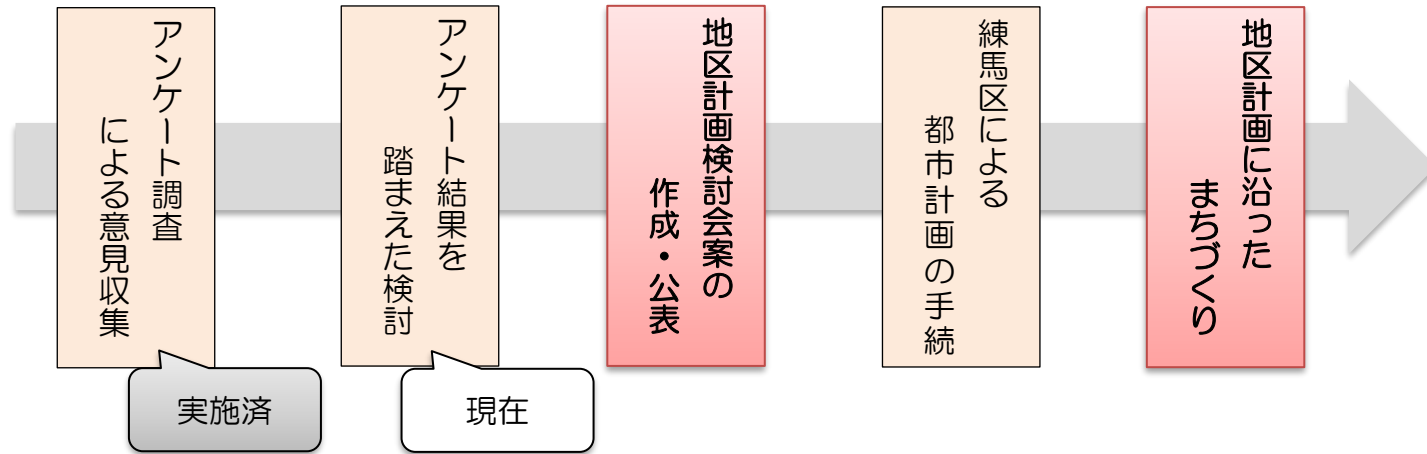 アンケート調査
による意見収集
実施済
アンケート結果を
踏まえた検討
現在
地区計画検討会案の
作成・公表
練馬区による
都市計画の手続
地区計画に沿った
まちづくり